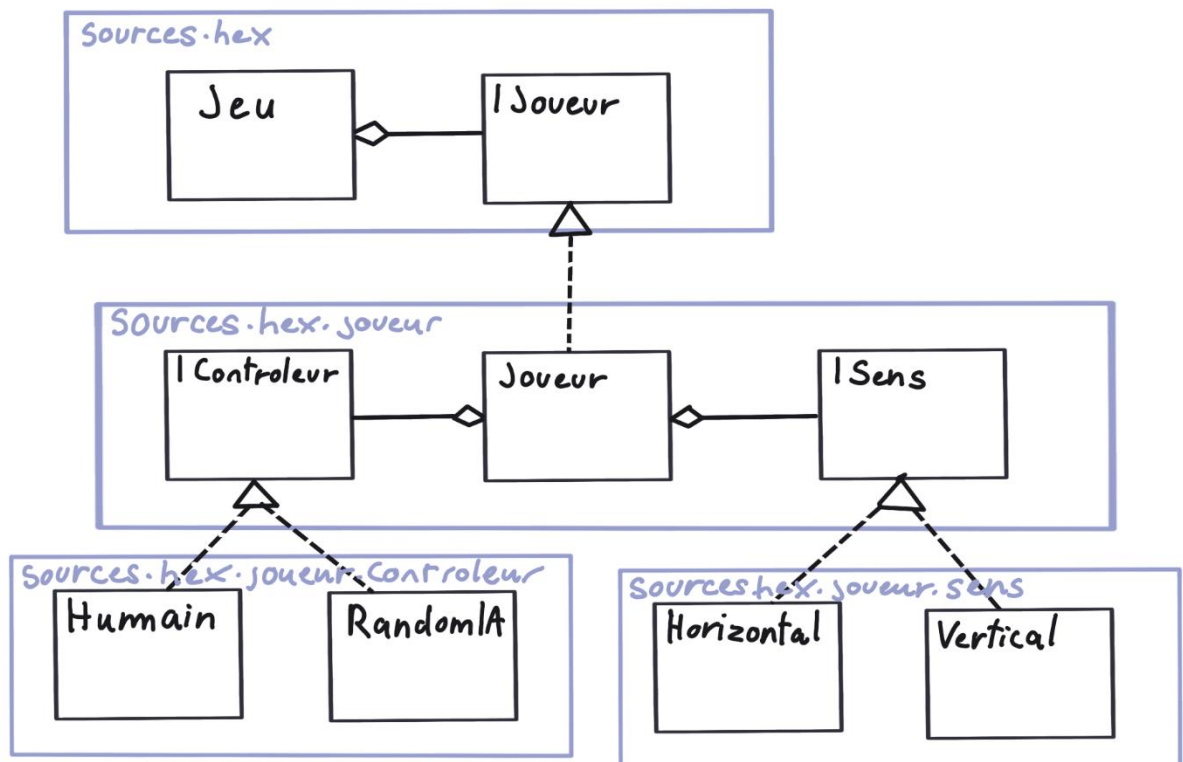 Sources.hex
Jeu
IJoueur
Sources.hex.joueur
IControleur
Joueur
ISens
Sources.hex.joueur.Controleur
Humain
RandomIA
Sources.hex.joueur.sens
Horizontal
Vertical